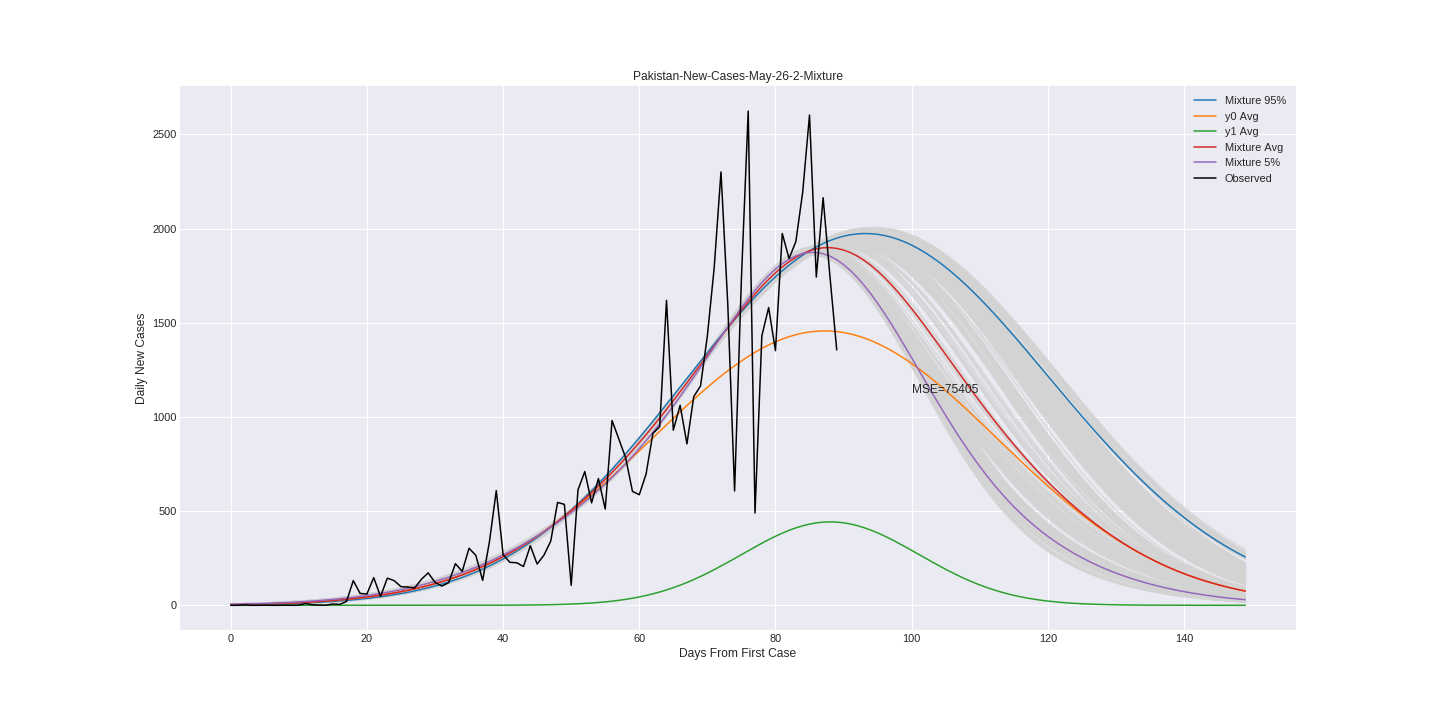 Pakistan-New-Cases-May-26-2-Mixture
Mixture 95%
y0 Avg
y1 Avg
Mixture Avg
Mixture 5%
Observed
2500
2000
1500
1000
500
0
Daily New Cases
MSE=75405
0 20 40 60 80 100 120 140
Days From First Case